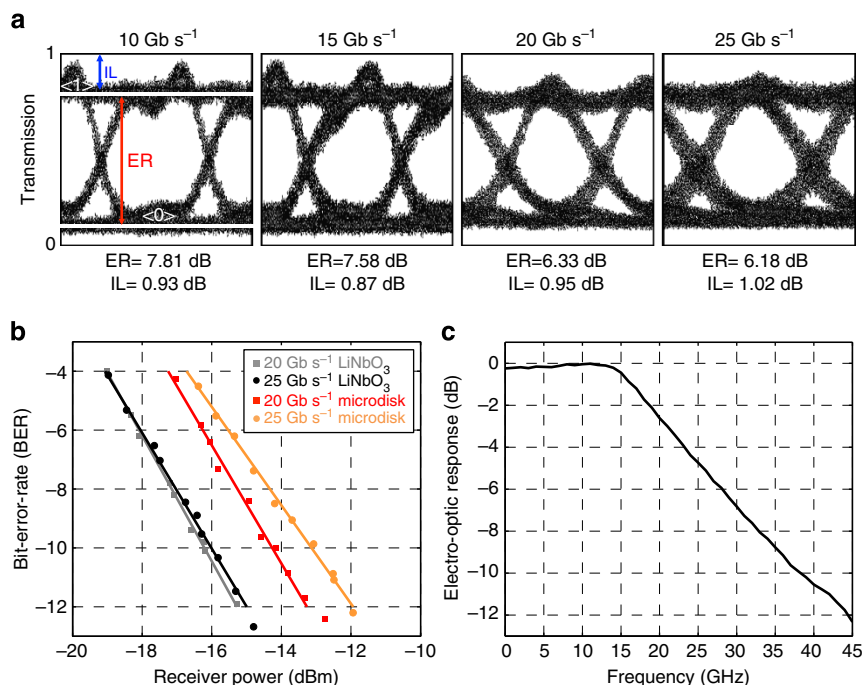 a
10 Gb s⁻¹ 15 Gb s⁻¹ 20 Gb s⁻¹ 25 Gb s⁻¹
1
IL
<1>
Transmission
ER
<0>
0
ER= 7.81 dB ER=7.58 dB ER=6.33 dB ER= 6.18 dB
IL= 0.93 dB IL= 0.87 dB IL= 0.95 dB IL= 1.02 dB
b
20 Gb s⁻¹ LiNbO₃
25 Gb s⁻¹ LiNbO₃
20 Gb s⁻¹ microdisk
25 Gb s⁻¹ microdisk
Bit-error-rate (BER)
−4
−6
−8
−10
−12
−20 −18 −16 −14 −12 −10
Receiver power (dBm)
c
Electro-optic response (dB)
0
−2
−4
−6
−8
−10
−12
0 5 10 15 20 25 30 35 40 45
Frequency (GHz)